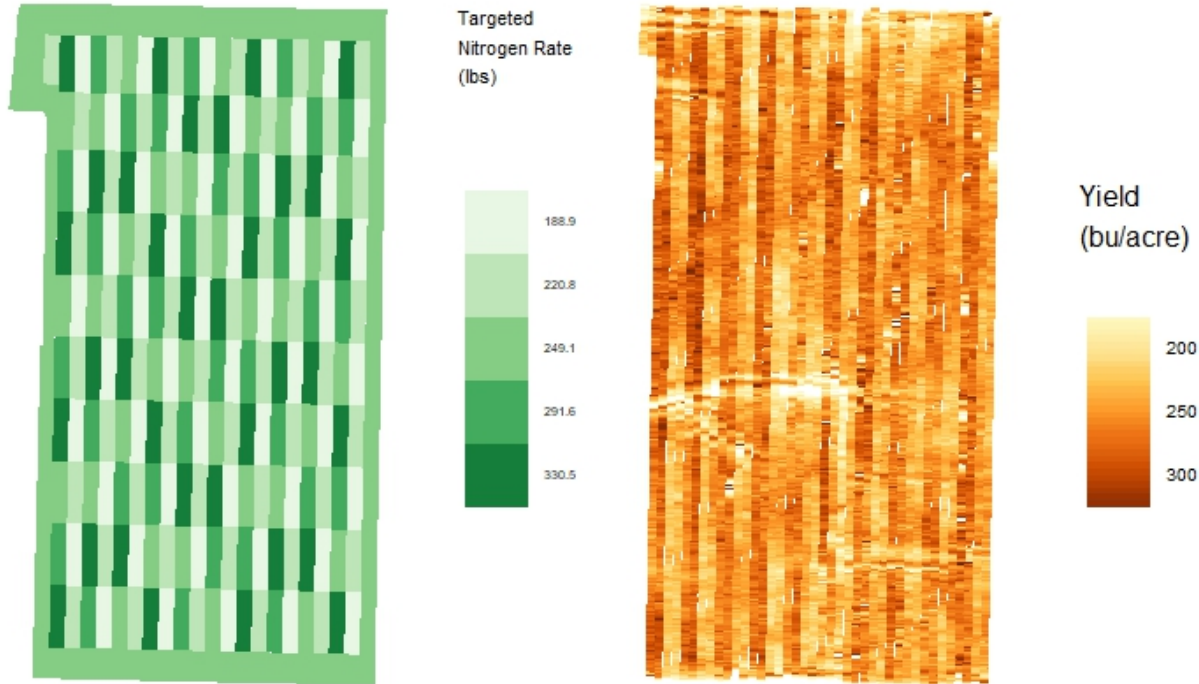 Targeted
Nitrogen Rate
(lbs)
188.9
220.8
249.1
291.6
330.5
Yield
(bu/acre)
200
250
300